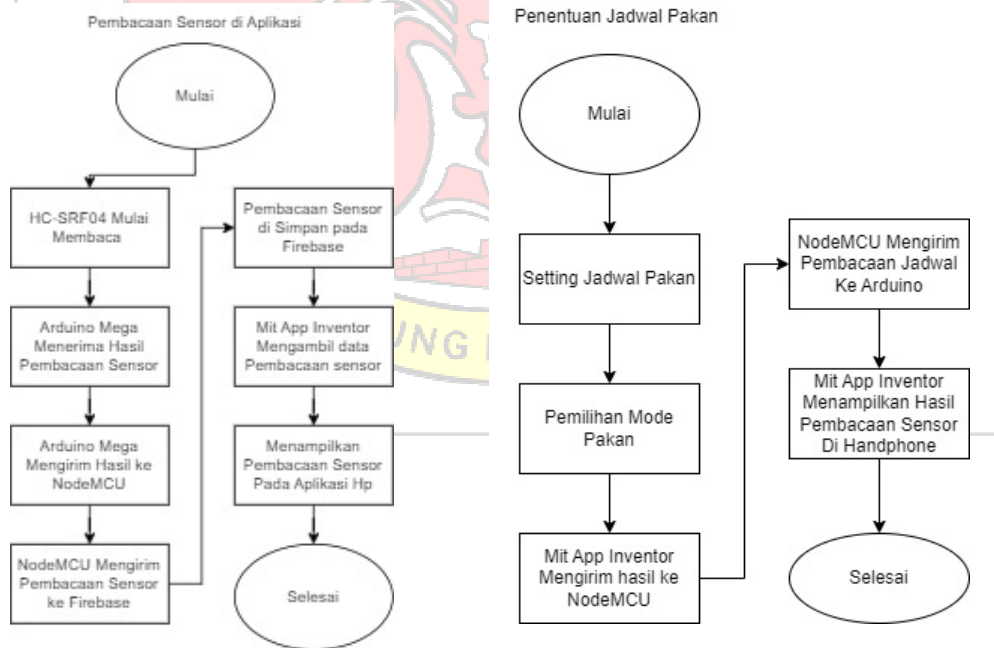 Pembacaan Sensor di Aplikasi
Mulai
HC-SRF04 Mulai
Membaca
Arduino Mega
Menerima Hasil
Pembacaan Sensor
Arduino Mega
Mengirim Hasil ke
NodeMCU
NodeMCU Mengirim
Pembacaan Sensor
ke Firebase
Pembacaan Sensor
di Simpan pada
Firebase
Mit App Inventor
Mengambil data
Pembacaan sensor
Menampilkan
Pembacaan Sensor
Pada Aplikasi Hp
Selesai
Penentuan Jadwal Pakan
Mulai
Setting Jadwal Pakan
Pemilihan Mode
Pakan
Mit App Inventor
Mengirim hasil ke
NodeMCU
NodeMCU Mengirim
Pembacaan Jadwal
Ke Arduino
Mit App Inventor
Menampilkan Hasil
Pembacaan Sensor
Di Handphone
Selesai